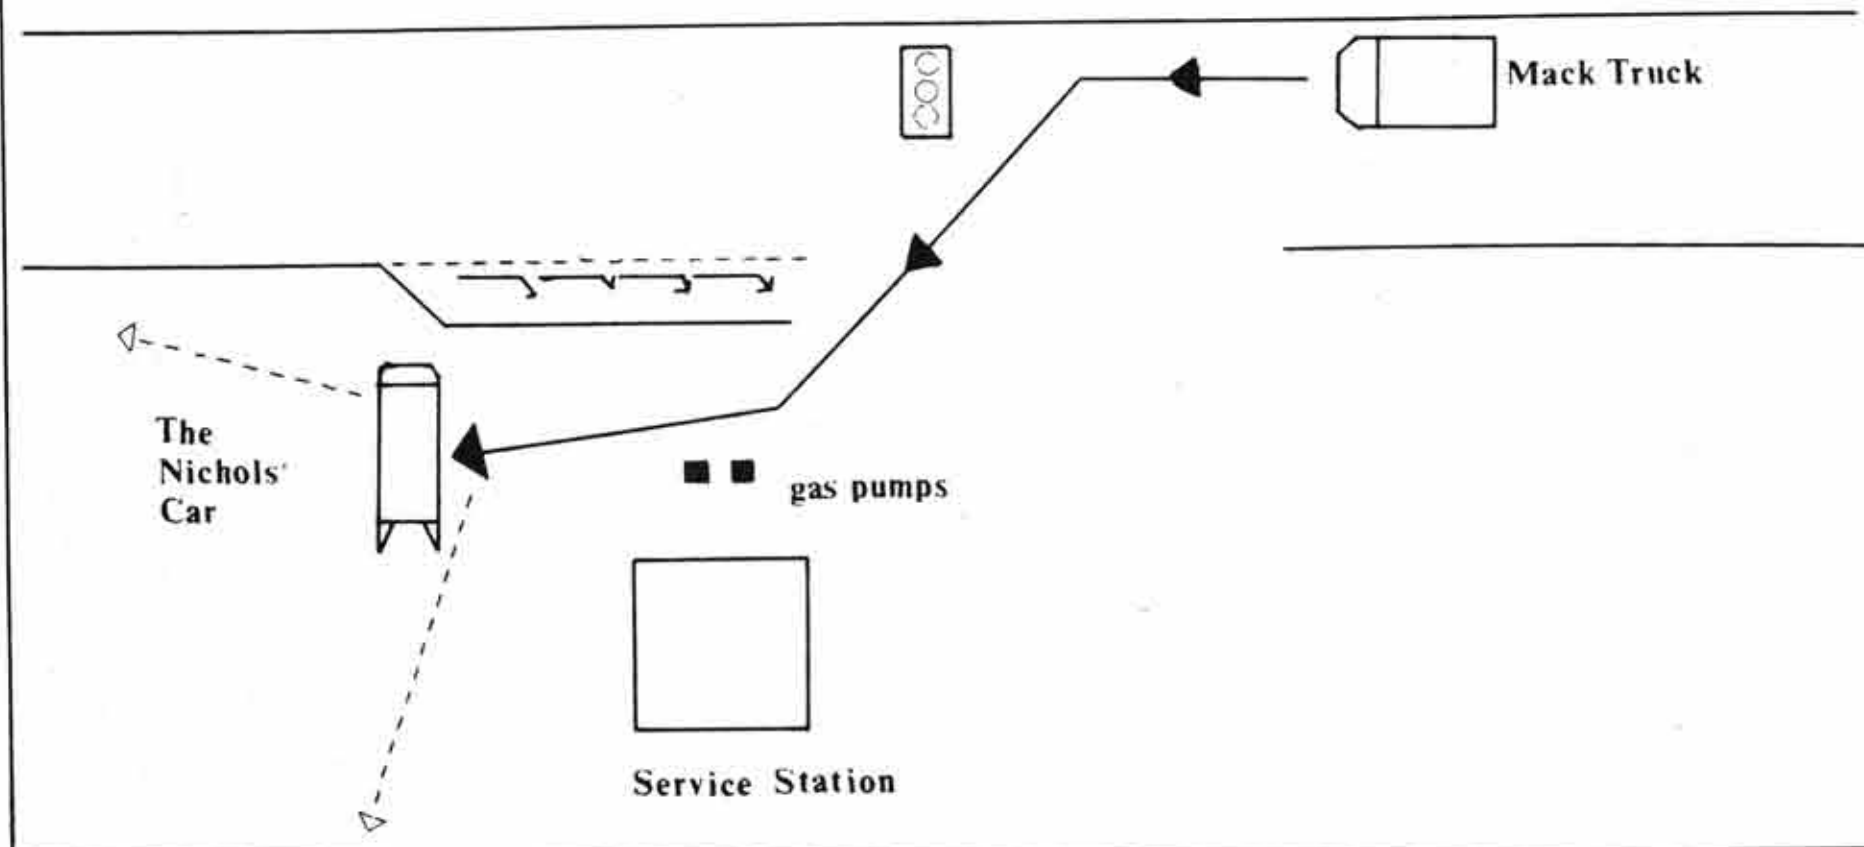 Mack Truck
The
Nichols'
Car
gas pumps
Service Station